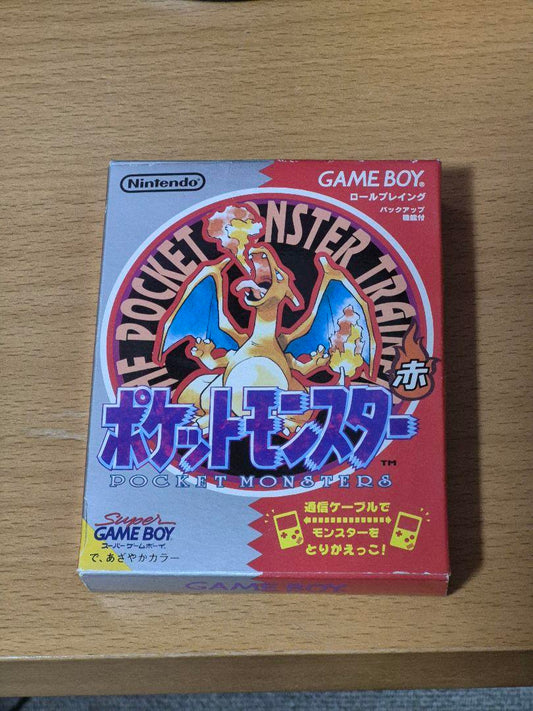 Nintendo
GAME BOY
ロールプレイング
バックアップ
機能付
POCKET MONSTER
赤
ポケットモンスター
TM
POCKET MONSTERS
Super
GAME BOY
スーパーゲームボーイ
で、あざやかカラー
通信ケーブルで
モンスターを
とりかえっこ!
GAME BOY